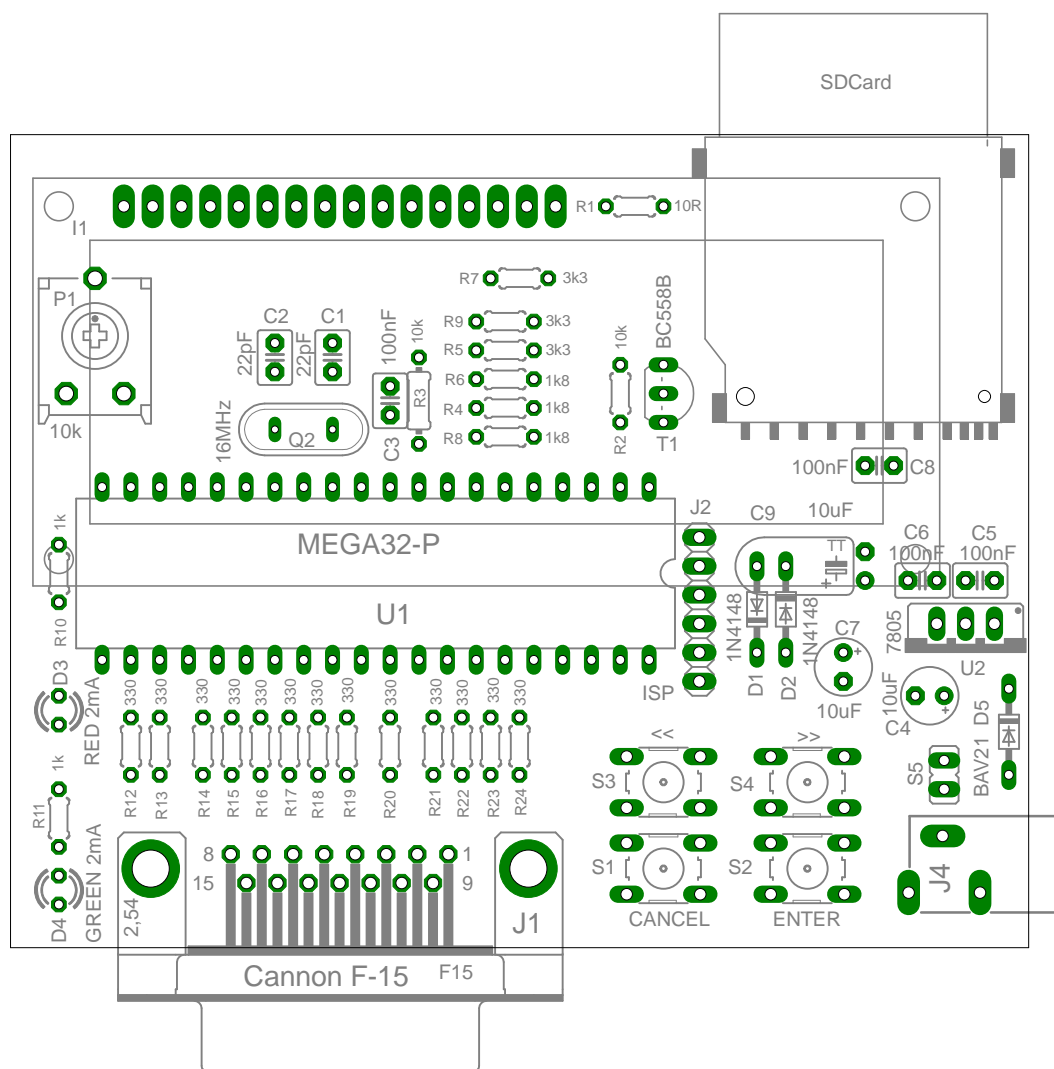 SDCard
I1
R1
10R
R7
3k3
P1
10k
C2
22pF
C1
22pF
100nF
C3
10k
R3
R9
3k3
R5
3k3
R6
1k8
R4
1k8
R8
1k8
10k
R2
BC558B
T1
16MHz
Q2
100nF
C8
J2
C9
10uF
C6
100nF
C5
100nF
1k
R10
MEGA32-P
U1
1N4148
D1
1N4148
D2
C7
10uF
+
7805
U2
ISP
D3
RED 2mA
330
330
330
330
330
330
330
330
330
330
330
330
330
R12
R13
R14
R15
R16
R17
R18
R19
R20
R21
R22
R23
R24
10uF
C4
+
D5
BAV21
<<
>>
S3
S4
S5
1k
R11
8
1
15
9
S1
S2
J4
D4
GREEN 2mA
2,54
J1
CANCEL
ENTER
Cannon F-15
F15